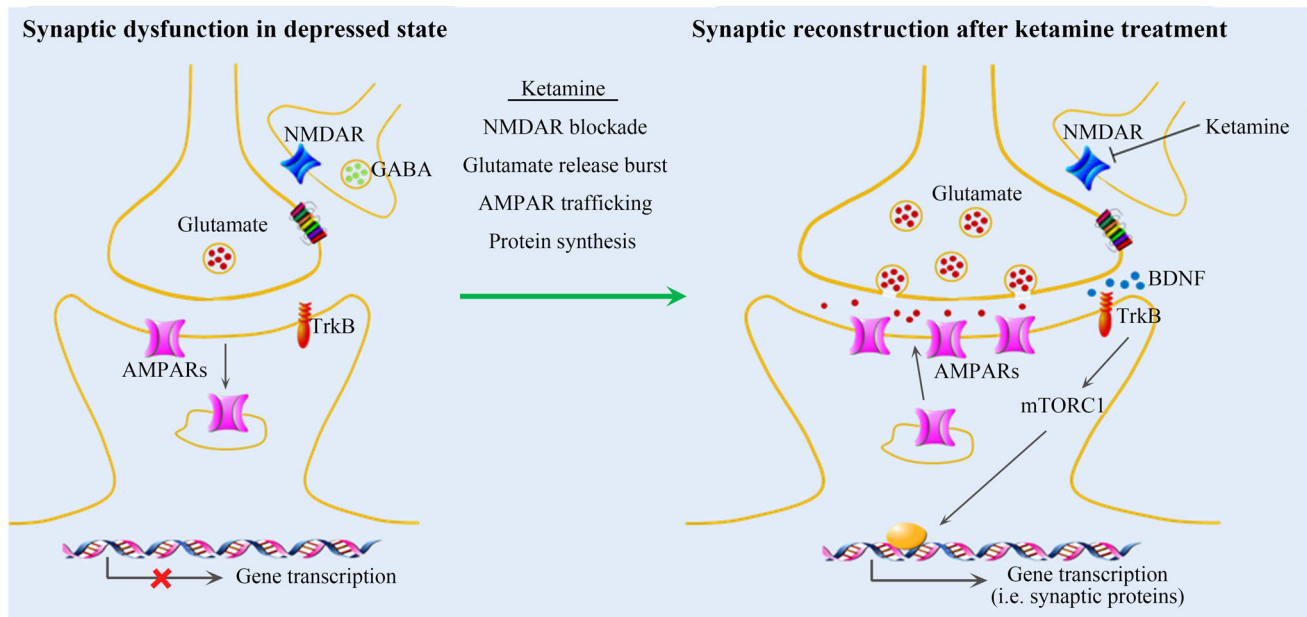 Synaptic dysfunction in depressed state
NMDAR
GABA
Glutamate
TrkB
AMPARs
Gene transcription
Ketamine
NMDAR blockade
Glutamate release burst
AMPAR trafficking
Protein synthesis
Synaptic reconstruction after ketamine treatment
NMDAR
Ketamine
Glutamate
BDNF
TrkB
AMPARs
mTORC1
Gene transcription
(i.e. synaptic proteins)